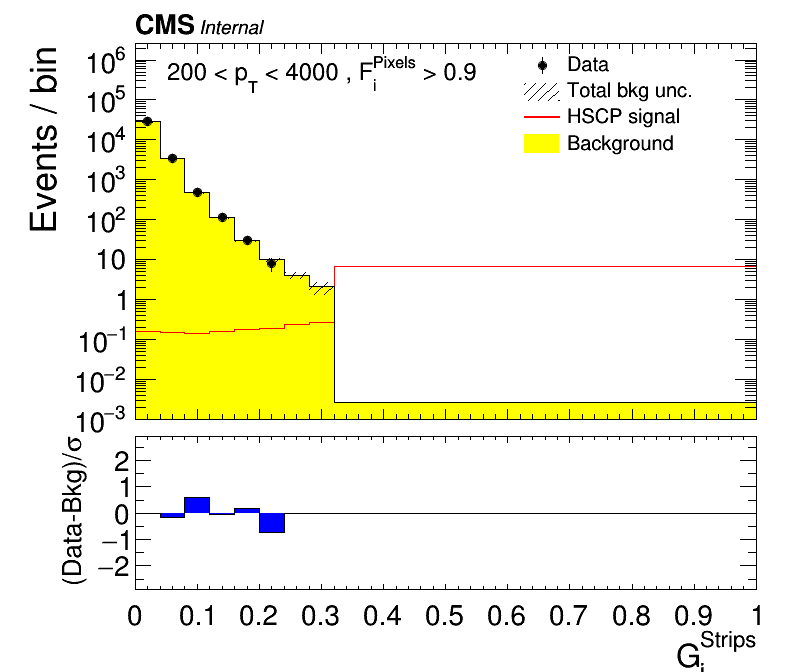 CMS Internal
200 < p_T < 4000 , F_i^Pixels > 0.9
Data
Total bkg unc.
HSCP signal
Background
Events / bin
10^6
10^5
10^4
10^3
10^2
10
1
10^−1
10^−2
10^−3
(Data-Bkg)/σ
2
1
0
−1
−2
0 0.1 0.2 0.3 0.4 0.5 0.6 0.7 0.8 0.9 1
G_i^Strips